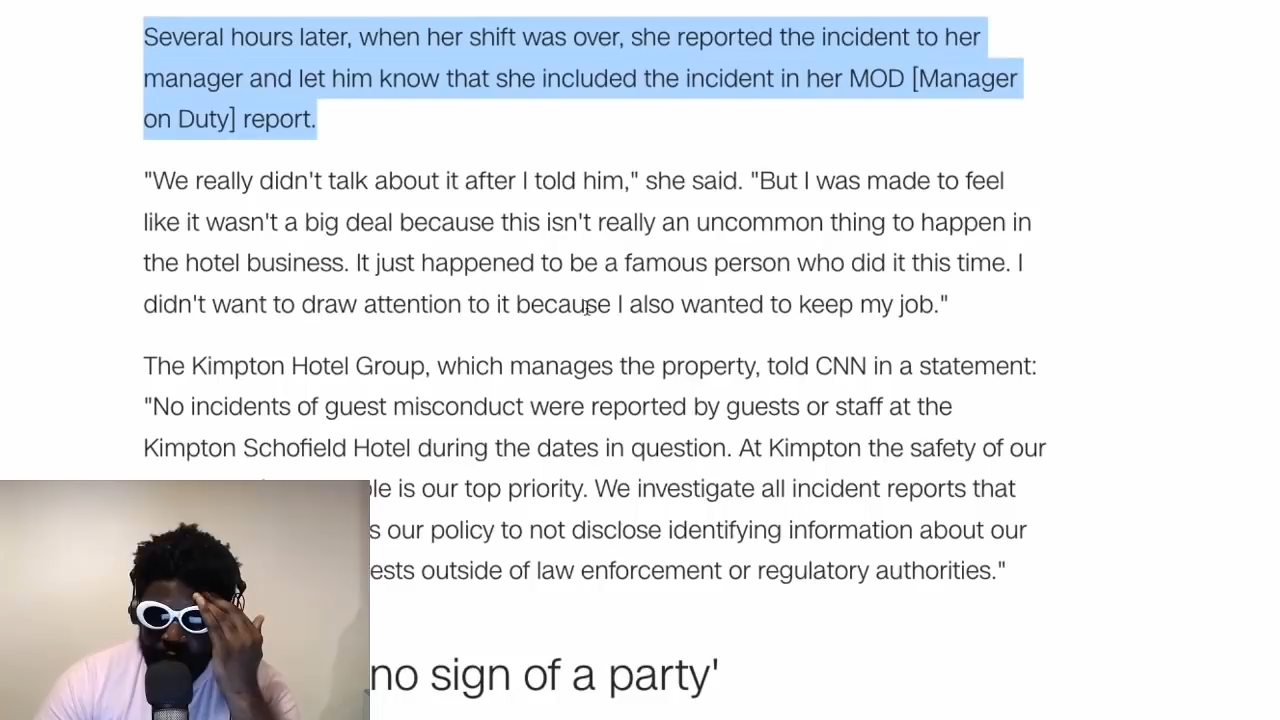 Several hours later, when her shift was over, she reported the incident to her
manager and let him know that she included the incident in her MOD [Manager
on Duty] report.
"We really didn't talk about it after I told him," she said. "But I was made to feel
like it wasn't a big deal because this isn't really an uncommon thing to happen in
the hotel business. It just happened to be a famous person who did it this time. I
didn't want to draw attention to it because I also wanted to keep my job."
The Kimpton Hotel Group, which manages the property, told CNN in a statement:
"No incidents of guest misconduct were reported by guests or staff at the
Kimpton Schofield Hotel during the dates in question. At Kimpton the safety of our
is our top priority. We investigate all incident reports that
our policy to not disclose identifying information about our
outside of law enforcement or regulatory authorities."
no sign of a party'